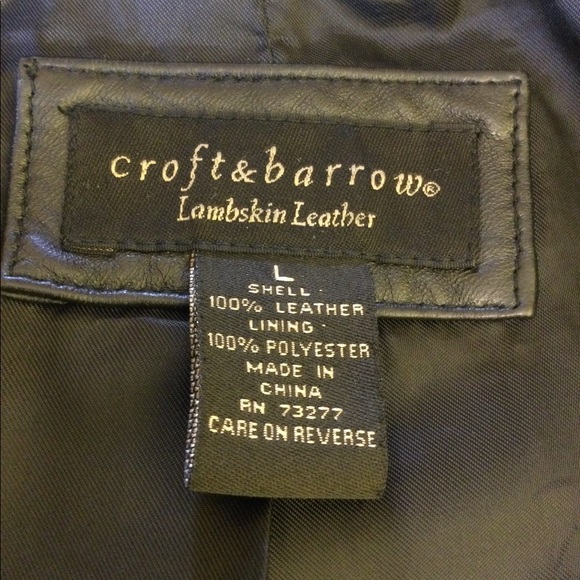 croft&barrow®
Lambskin Leather
L
SHELL:
100% LEATHER
LINING:
100% POLYESTER
MADE IN
CHINA
RN 73277
CARE ON REVERSE